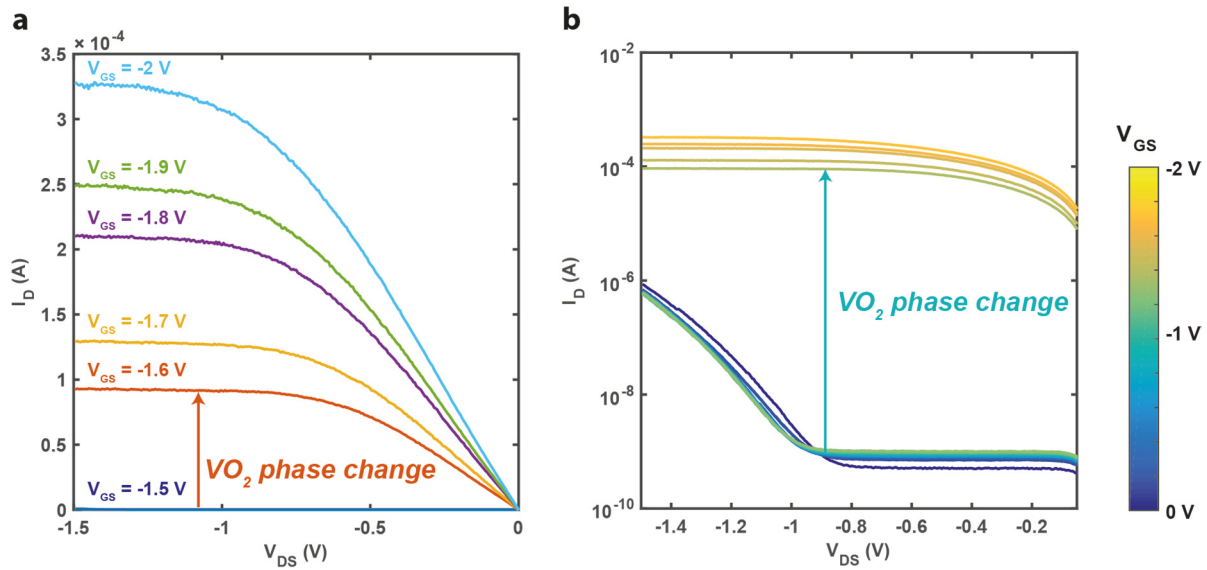 a
× 10⁻⁴
3.5
3
2.5
2
1.5
1
0.5
0
I_D (A)
V_GS = -2 V
V_GS = -1.9 V
V_GS = -1.8 V
V_GS = -1.7 V
V_GS = -1.6 V
VO₂ phase change
V_GS = -1.5 V
-1.5 -1 -0.5 0
V_DS (V)
b
10⁻²
10⁻⁴
10⁻⁶
10⁻⁸
10⁻¹⁰
I_D (A)
VO₂ phase change
-1.4 -1.2 -1 -0.8 -0.6 -0.4 -0.2
V_DS (V)
V_GS
-2 V
-1 V
0 V